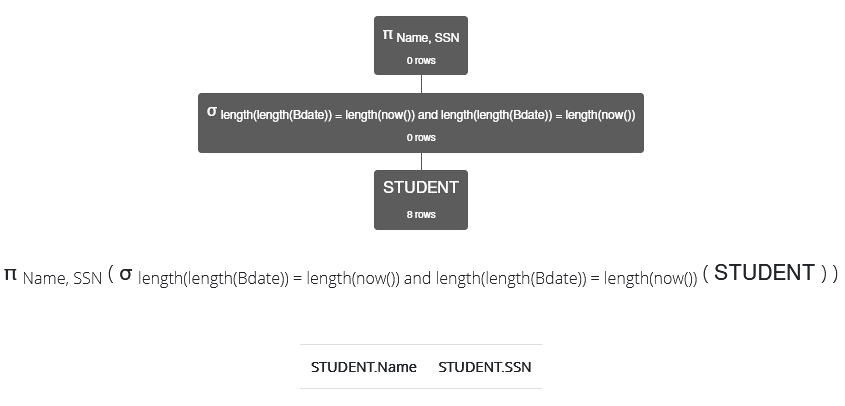 π Name, SSN
0 rows
σ length(length(Bdate)) = length(now()) and length(length(Bdate)) = length(now())
0 rows
STUDENT
8 rows
π Name, SSN ( σ length(length(Bdate)) = length(now()) and length(length(Bdate)) = length(now()) ( STUDENT ) )
STUDENT.Name STUDENT.SSN